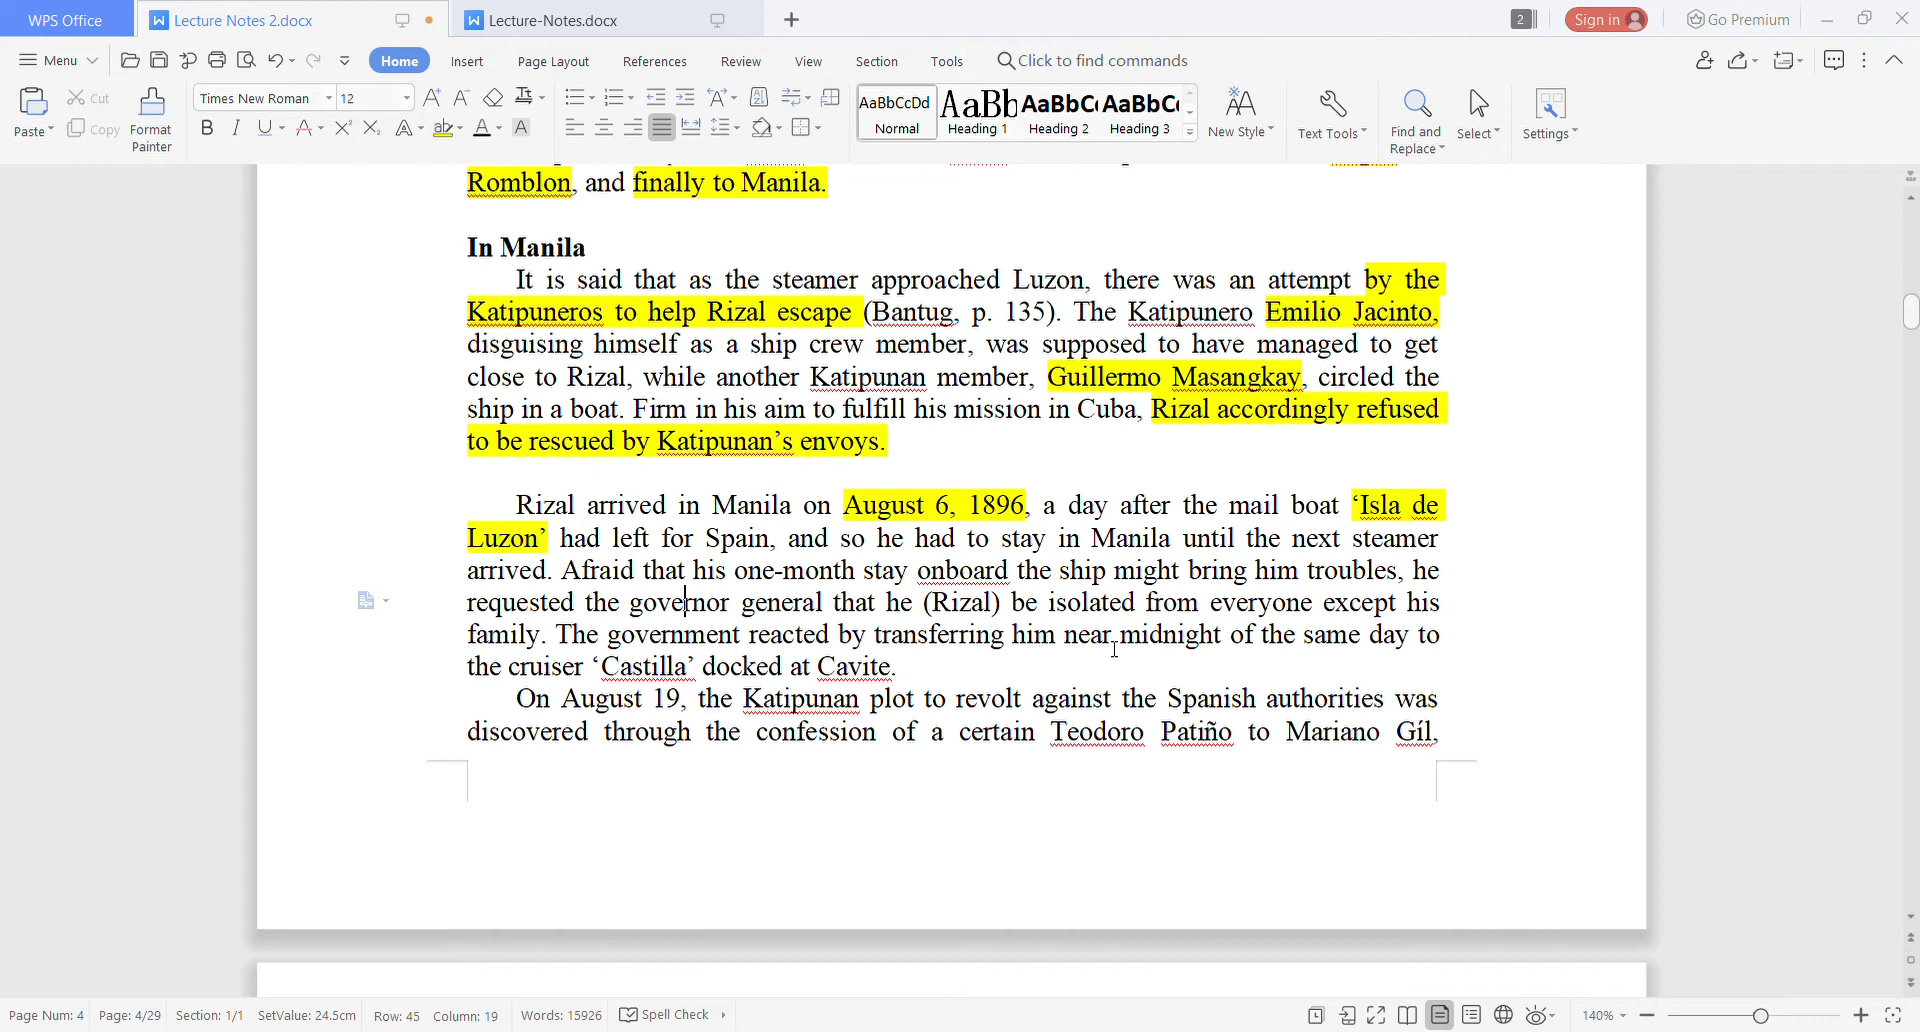 WPS Office Lecture Notes 2.docx Lecture-Notes.docx 2 Sign in Go Premium
Menu Home Insert Page Layout References Review View Section Tools Click to find commands
Paste Cut Copy Format Painter Times New Roman 12 AaBbCcDd Normal AaBb Heading 1 AaBbC Heading 2 AaBbC Heading 3 New Style Text Tools Find and Replace Select Settings
Romblon, and finally to Manila.
In Manila
It is said that as the steamer approached Luzon, there was an attempt by the
Katipuneros to help Rizal escape (Bantug, p. 135). The Katipunero Emilio Jacinto,
disguising himself as a ship crew member, was supposed to have managed to get
close to Rizal, while another Katipunan member, Guillermo Masangkay, circled the
ship in a boat. Firm in his aim to fulfill his mission in Cuba, Rizal accordingly refused
to be rescued by Katipunan’s envoys.
Rizal arrived in Manila on August 6, 1896, a day after the mail boat ‘Isla de
Luzon’ had left for Spain, and so he had to stay in Manila until the next steamer
arrived. Afraid that his one-month stay onboard the ship might bring him troubles, he
requested the governor general that he (Rizal) be isolated from everyone except his
family. The government reacted by transferring him near midnight of the same day to
the cruiser ‘Castilla’ docked at Cavite.
On August 19, the Katipunan plot to revolt against the Spanish authorities was
discovered through the confession of a certain Teodoro Patiño to Mariano Gíl,
Page Num: 4 Page: 4/29 Section: 1/1 SetValue: 24.5cm Row: 45 Column: 19 Words: 15926 Spell Check 140%